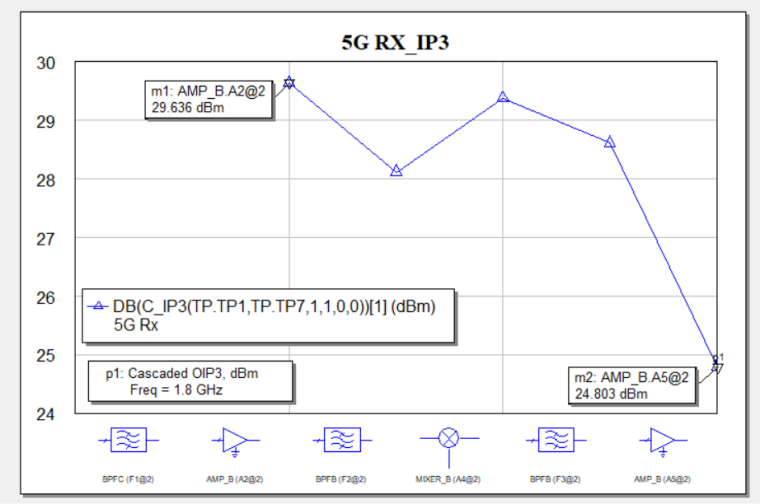 5G RX_IP3
30
29
28
27
26
25
24
m1: AMP_B.A2@2
29.636 dBm
DB(C_IP3(TP.TP1,TP.TP7,1,1,0,0))[1] (dBm)
5G Rx
p1: Cascaded OIP3, dBm
Freq = 1.8 GHz
m2: AMP_B.A5@2
24.803 dBm
BPFC (F1@2)
AMP_B (A2@2)
BPFB (F2@2)
MIXER_B (A4@2)
BPFB (F3@2)
AMP_B (A5@2)